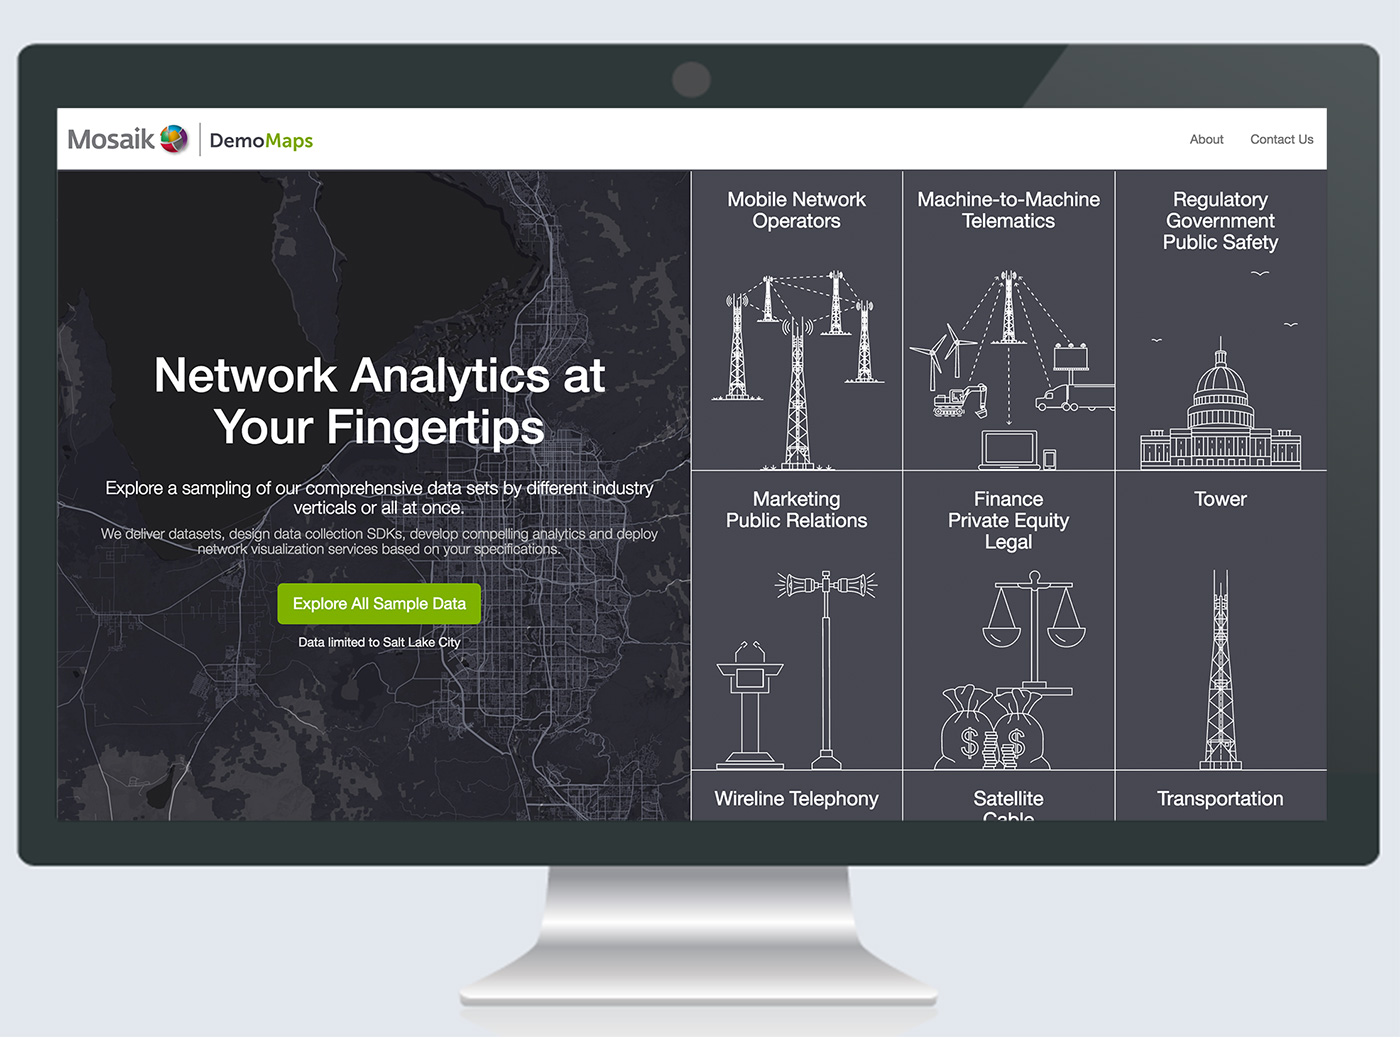 Mosaik
DemoMaps
About
Contact Us
Network Analytics at
Your Fingertips
Explore a sampling of our comprehensive data sets by different industry
verticals or all at once.
We deliver datasets, design data collection SDKs, develop compelling analytics and deploy
network visualization services based on your specifications.
Explore All Sample Data
Data limited to Salt Lake City
Mobile Network
Operators
Machine-to-Machine
Telematics
Regulatory
Government
Public Safety
Marketing
Public Relations
Finance
Private Equity
Legal
$ $
Tower
Wireline Telephony
Satellite
Cable
Transportation